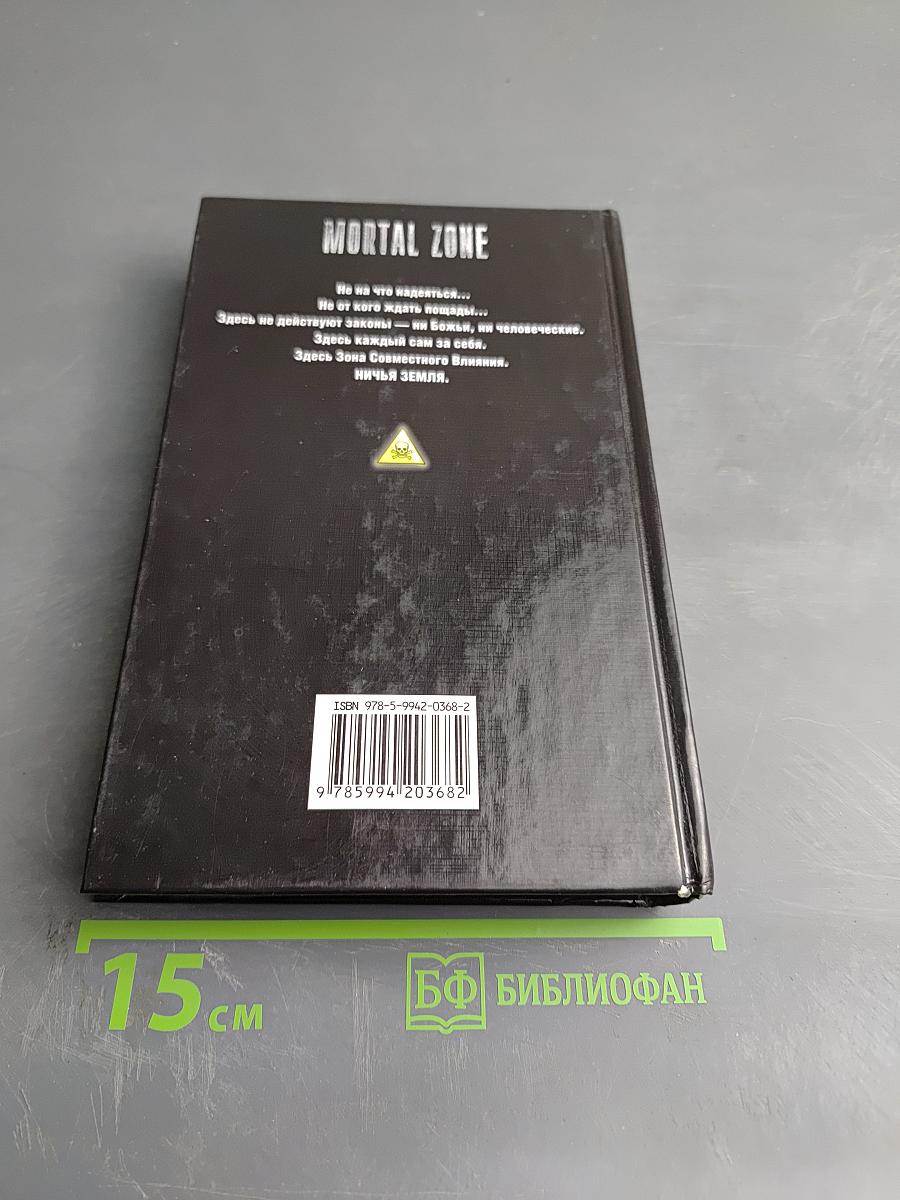 MORTAL ZONE
Не на что надеяться...
Не от кого ждать пощады...
Здесь не действуют законы — ни Божьи, ни человеческие.
Здесь каждый сам за себя.
Здесь Зона Совместного Влияния.
НИЧЬЯ ЗЕМЛЯ.
ISBN 978-5-9942-0368-2
9 785994 203682
15 см
БФ БИБЛИОФАН